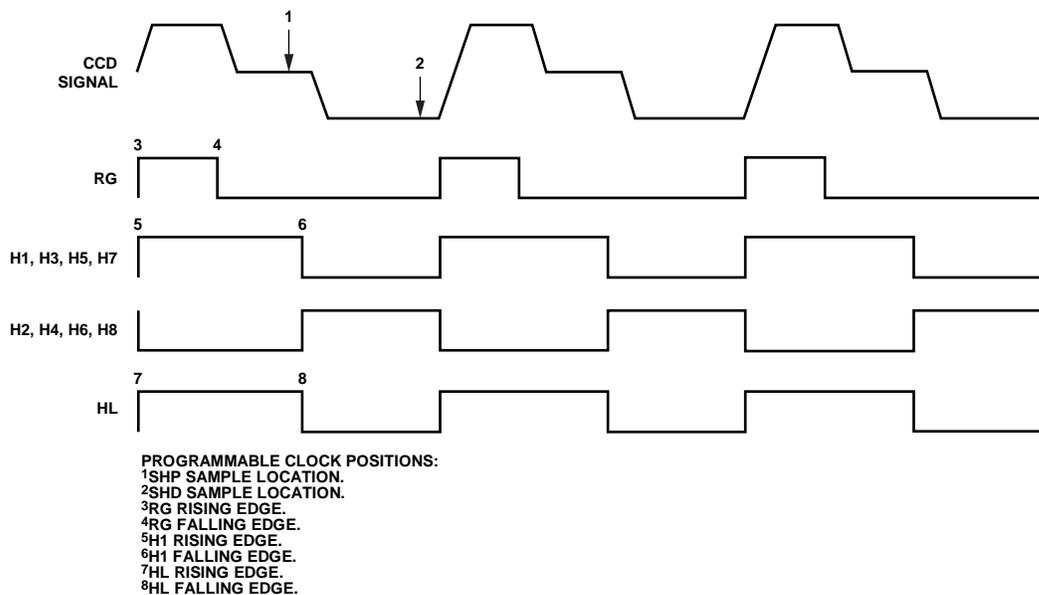 1
2
CCD
SIGNAL
3 4
RG
5 6
H1, H3, H5, H7
H2, H4, H6, H8
7 8
HL
PROGRAMMABLE CLOCK POSITIONS:
1SHP SAMPLE LOCATION.
2SHD SAMPLE LOCATION.
3RG RISING EDGE.
4RG FALLING EDGE.
5H1 RISING EDGE.
6H1 FALLING EDGE.
7HL RISING EDGE.
8HL FALLING EDGE.